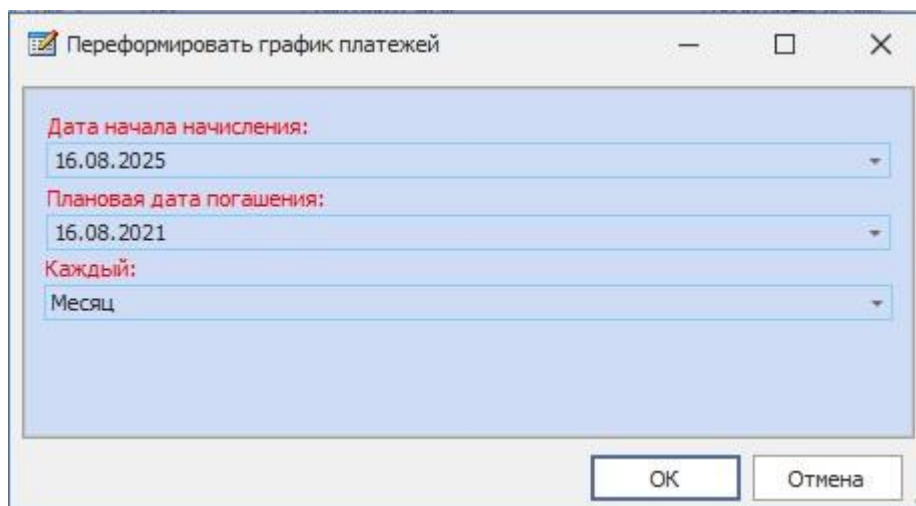 Переформировать график платежей
Дата начала начисления:
16.08.2025
Плановая дата погашения:
16.08.2021
Каждый:
Месяц
OK
Отмена